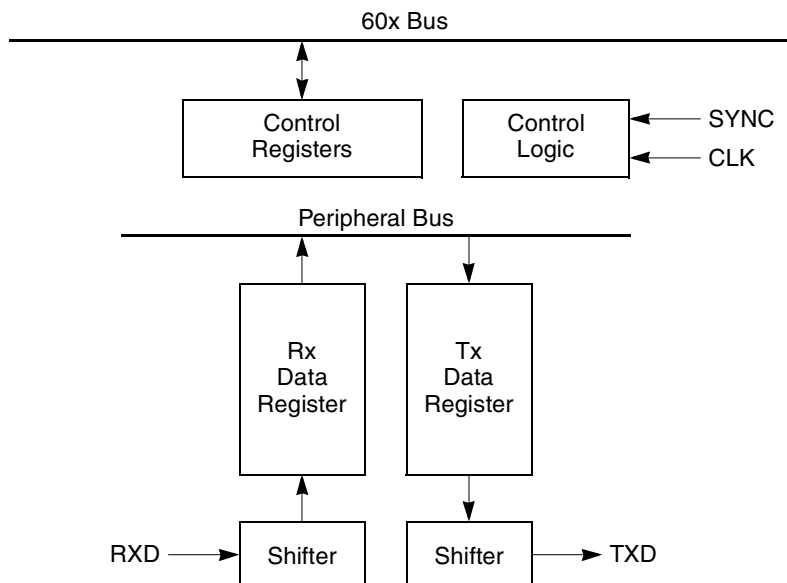 60x Bus
Control
Registers
Control
Logic
SYNC
CLK
Peripheral Bus
Rx
Data
Register
Tx
Data
Register
RXD
Shifter
Shifter
TXD